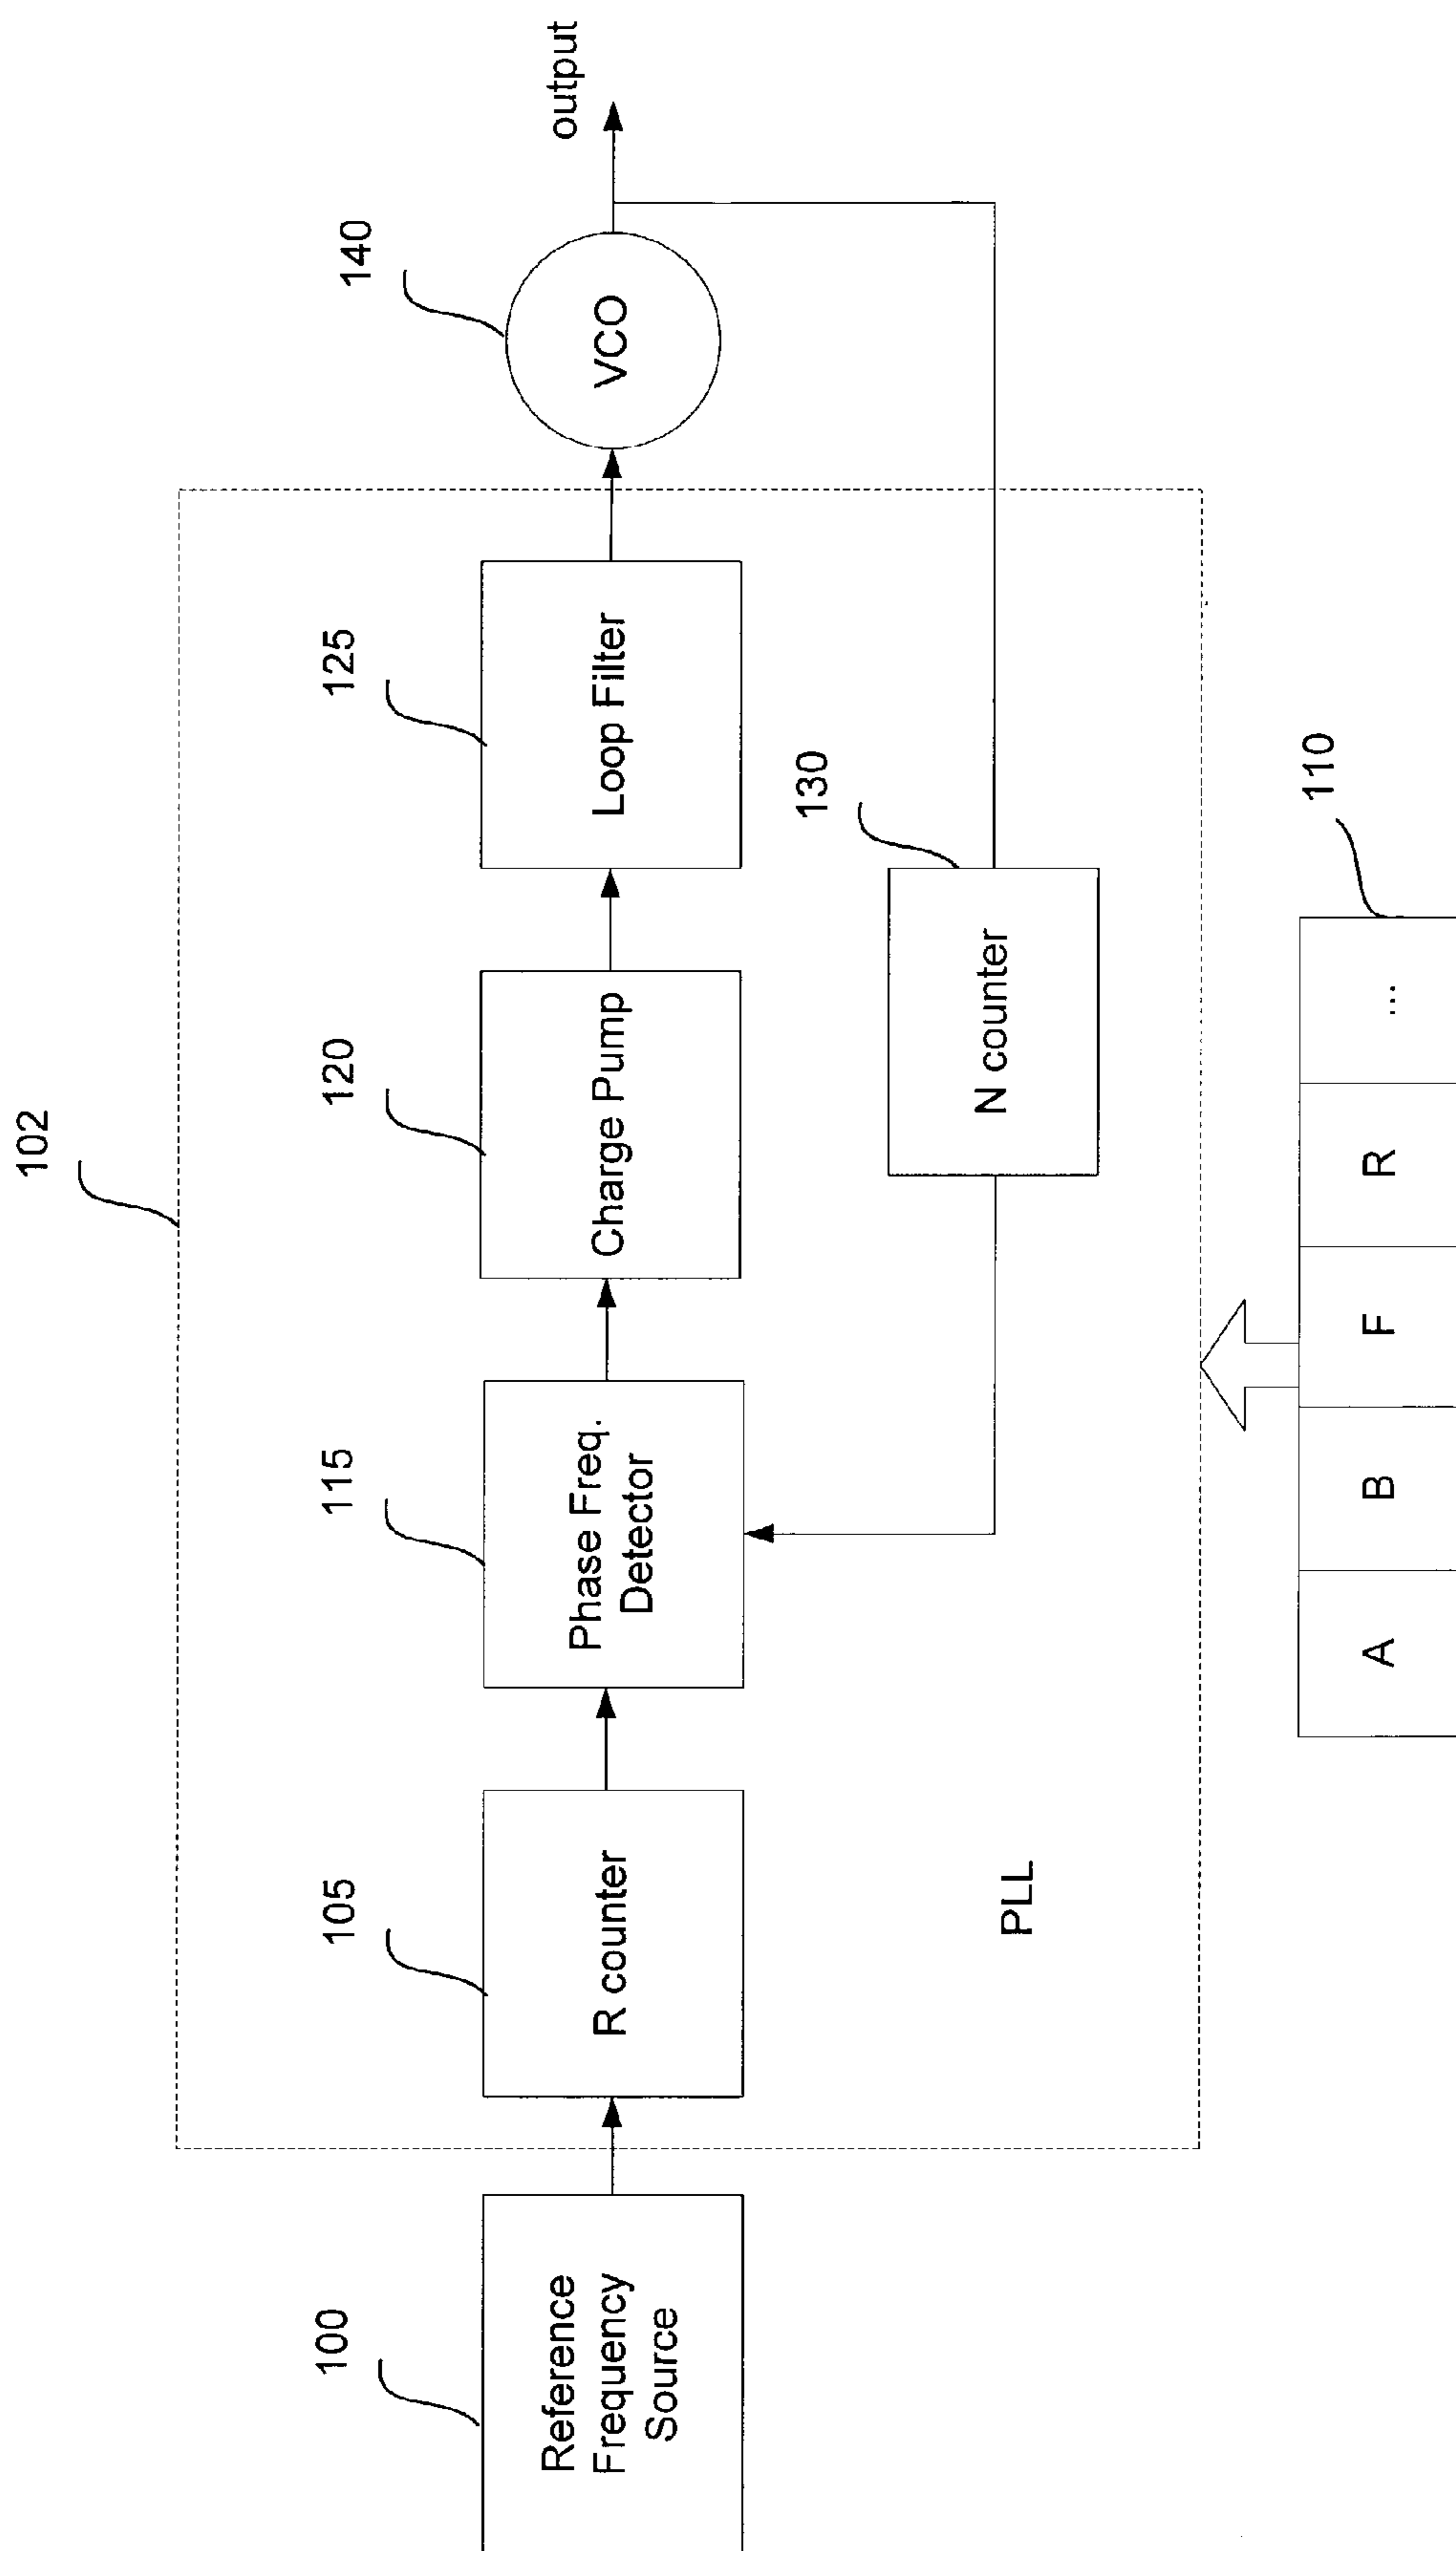 102
100
105
115
120
125
140
Reference
Frequency
Source
R counter
Phase Freq.
Detector
Charge Pump
Loop Filter
VCO
output
130
N counter
PLL
110
A
B
F
R
...